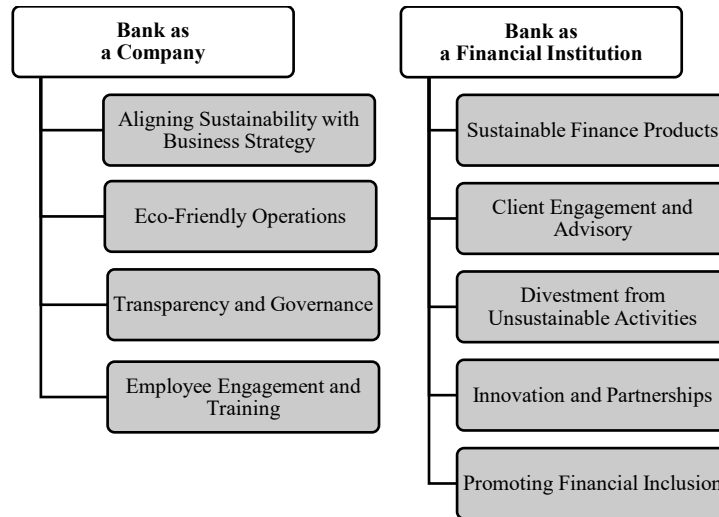 Bank as
a Company
Aligning Sustainability with
Business Strategy
Eco-Friendly Operations
Transparency and Governance
Employee Engagement and
Training
Bank as
a Financial Institution
Sustainable Finance Products
Client Engagement and
Advisory
Divestment from
Unsustainable Activities
Innovation and Partnerships
Promoting Financial Inclusion